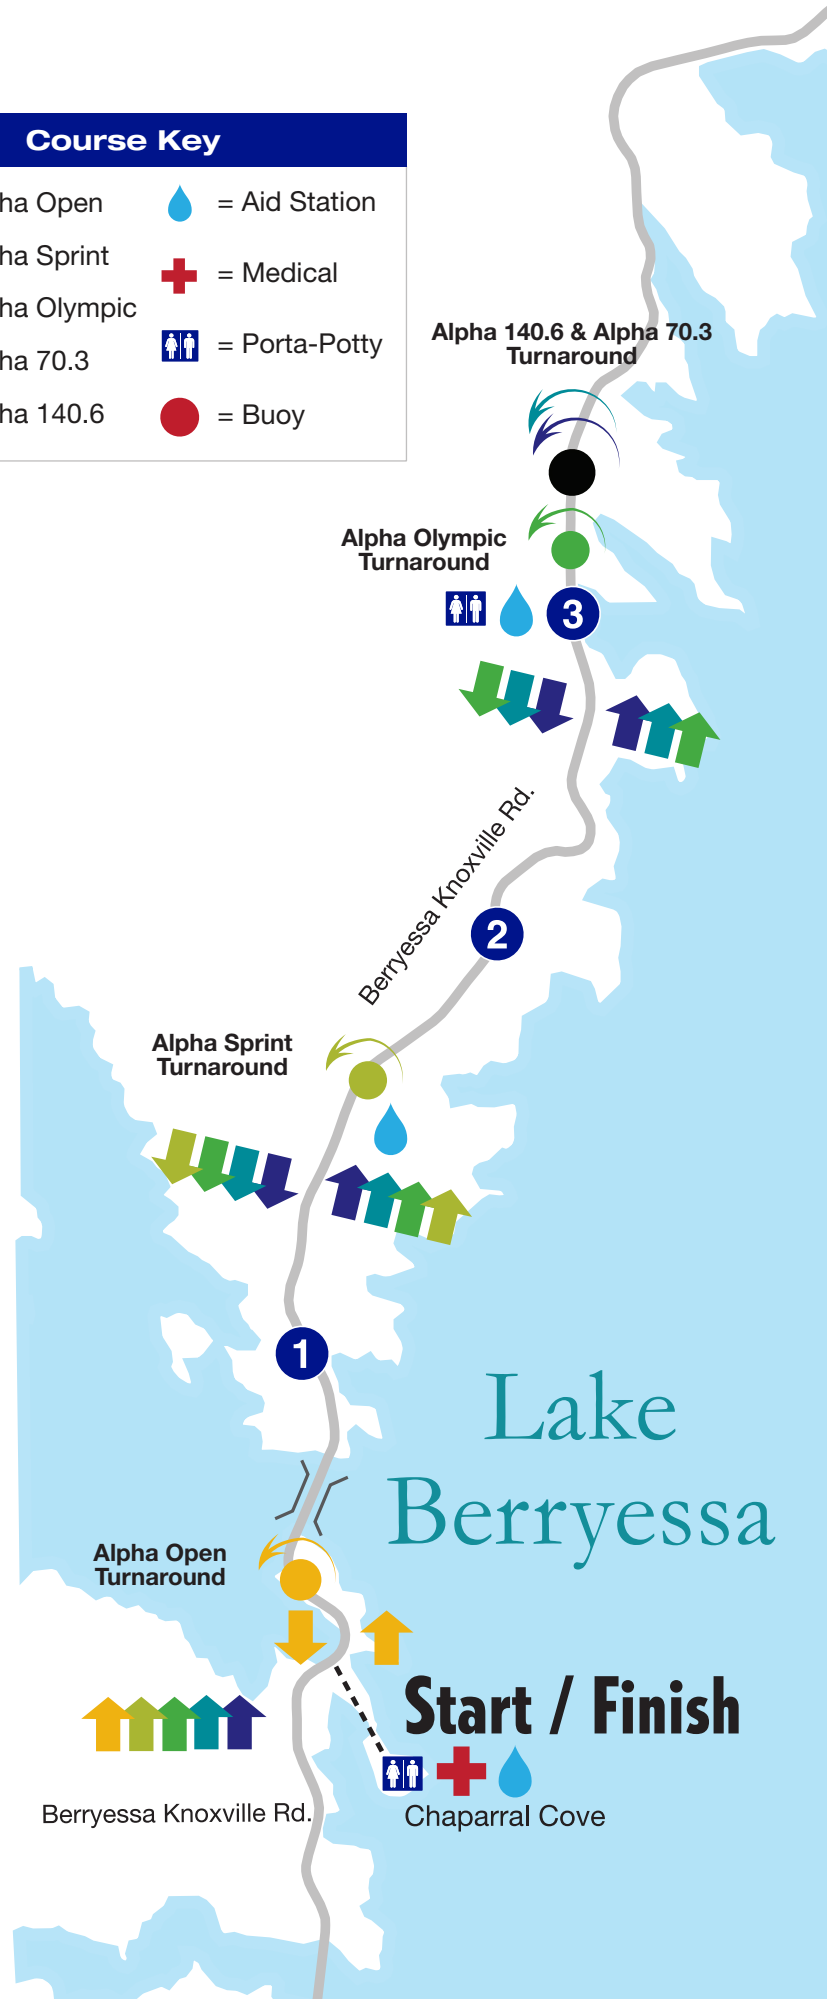 Course Key
ha Open
= Aid Station
ha Sprint
= Medical
ha Olympic
= Porta-Potty
ha 70.3
ha 140.6
= Buoy
Alpha 140.6 & Alpha 70.3
Turnaround
Alpha Olympic
Turnaround
3
Berryessa Knoxville Rd.
2
Alpha Sprint
Turnaround
1
Lake
Berryessa
Alpha Open
Turnaround
Start / Finish
Berryessa Knoxville Rd.
Chaparral Cove